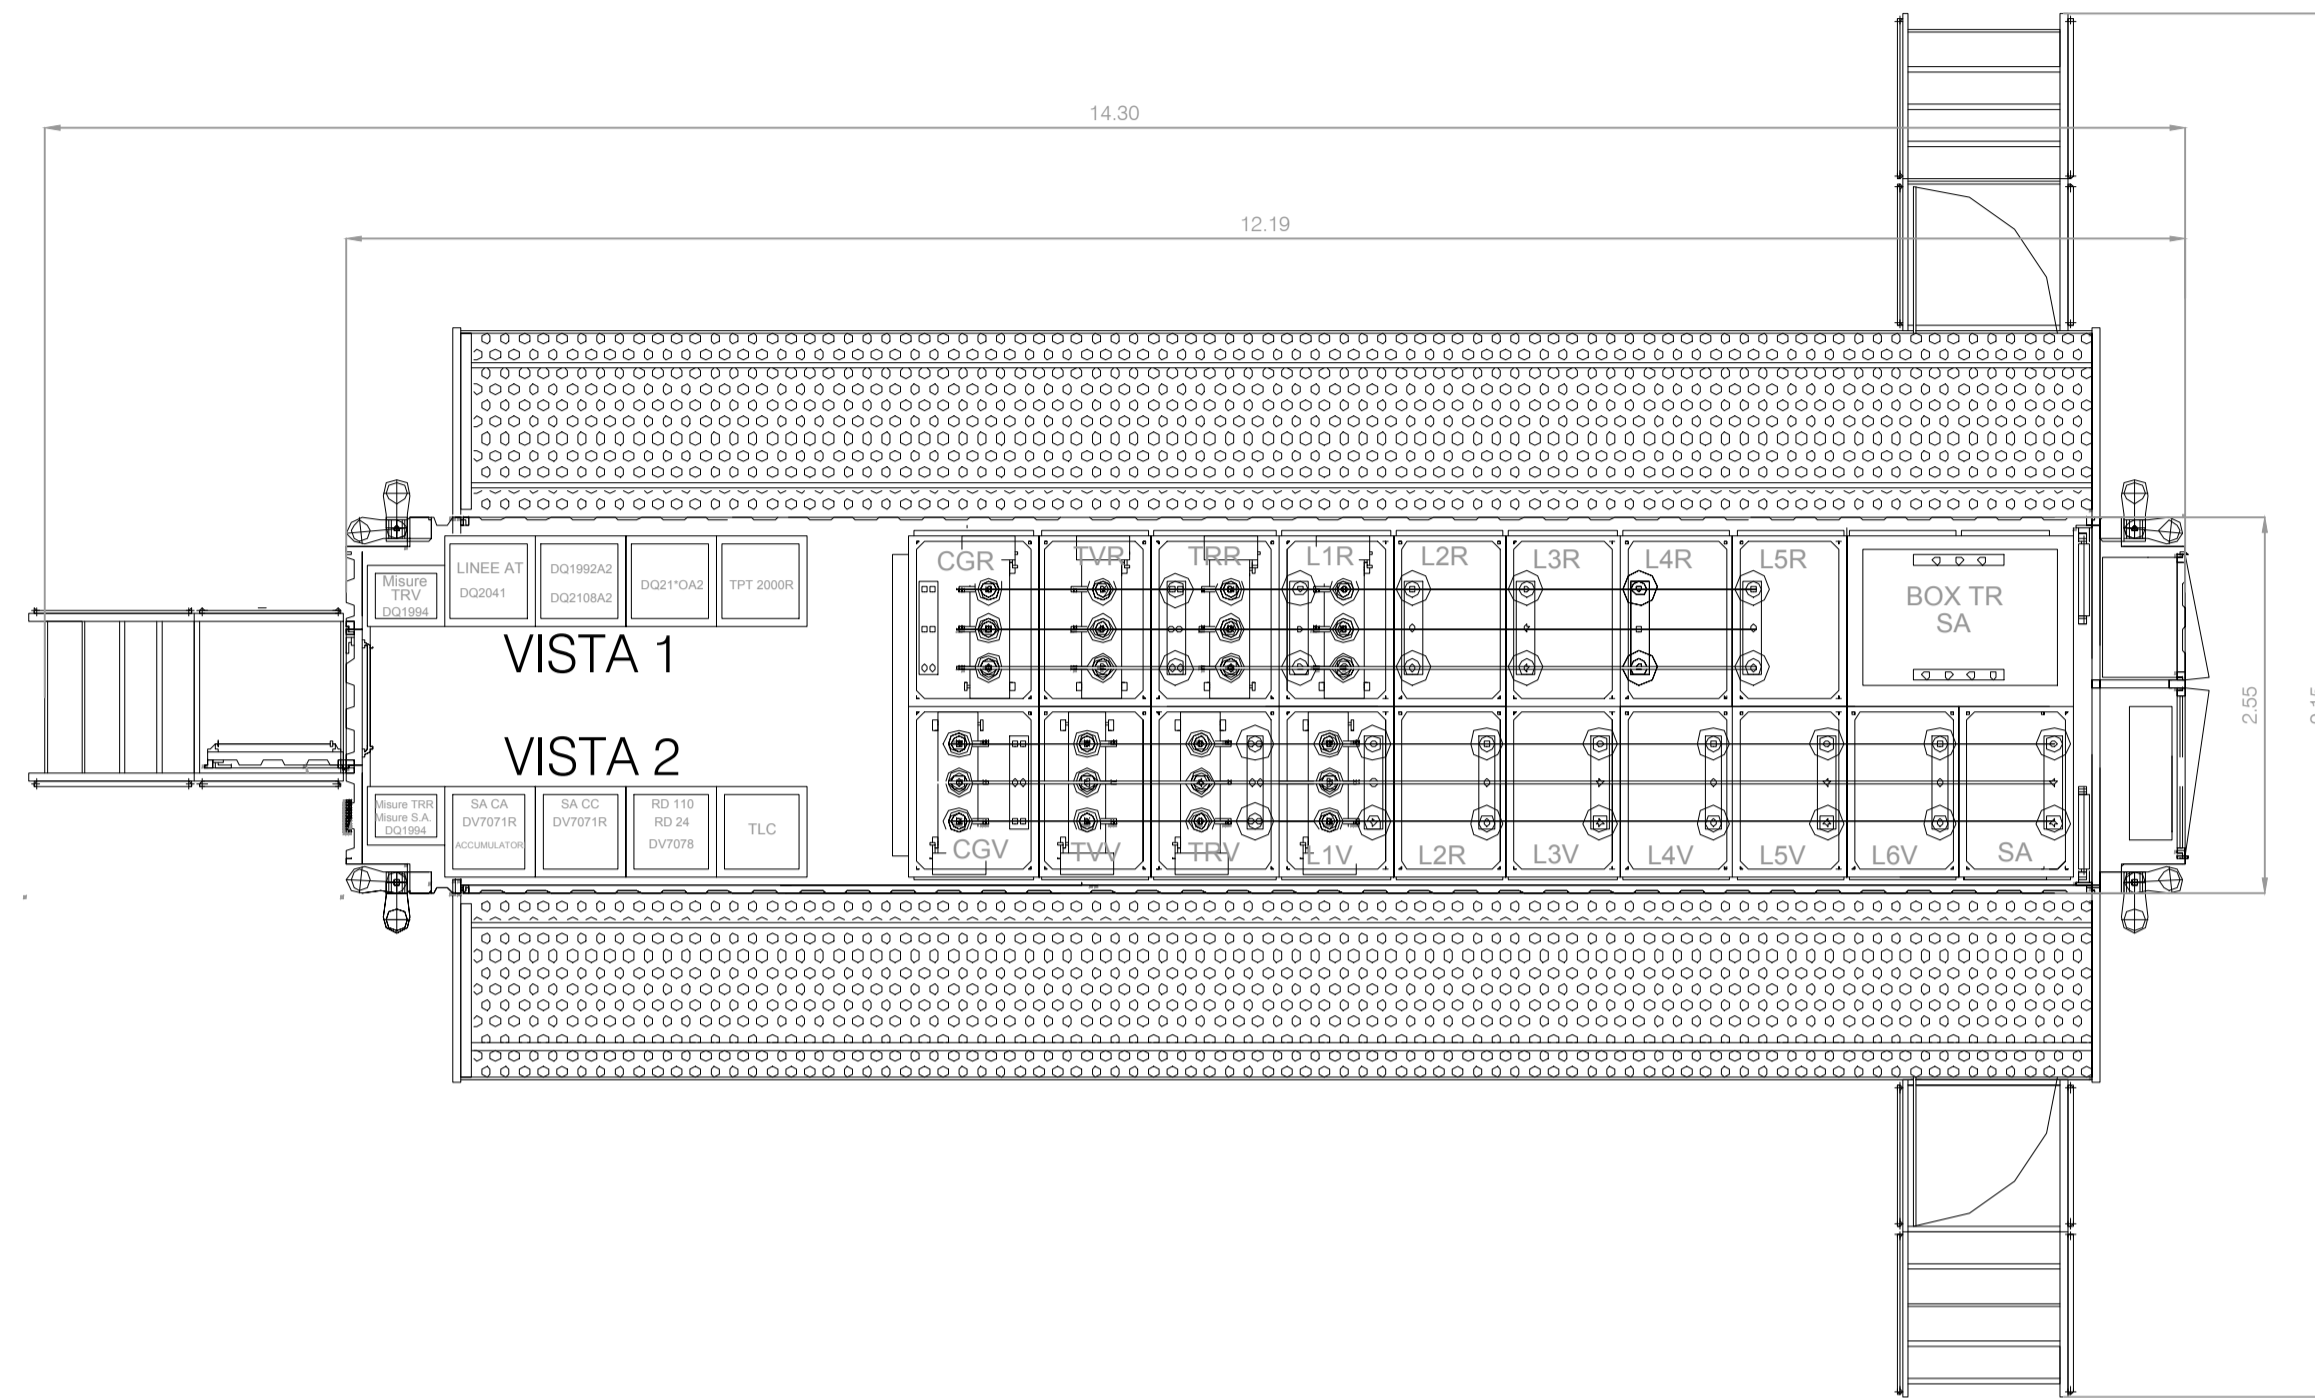 14.30
12.19
CGR
TVR
TRR
L1R
L2R
L3R
L4R
L5R
BOX TR
SA
Misure
TRV
DQ1994
LINEE AT
DQ2041
DQ1992A2
DQ2108A2
DQ21*OA2
TPT 2000R
VISTA 1
VISTA 2
2.55
Misure TRR
Misure S.A.
DQ1994
SA CA
DV7071R
ACCUMULATOR
SA CC
DV7071R
RD 110
RD 24
DV7078
TLC
CGV
TVV
TRV
L1V
L2R
L3V
L4V
L5V
L6V
SA